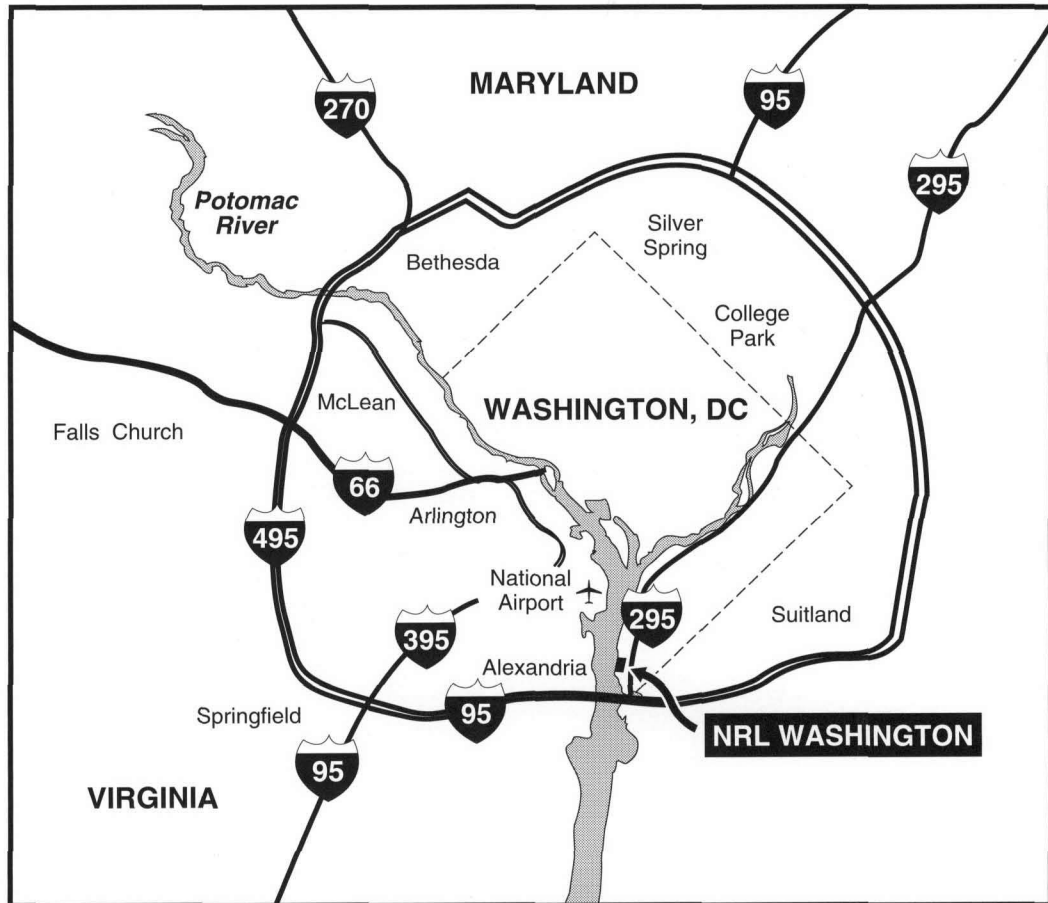 MARYLAND
270
95
295
Potomac
River
Silver
Spring
Bethesda
College
Park
McLean
WASHINGTON, DC
Falls Church
66
Arlington
495
National
Airport
295
Suitland
395
Alexandria
95
Springfield
NRL WASHINGTON
95
VIRGINIA